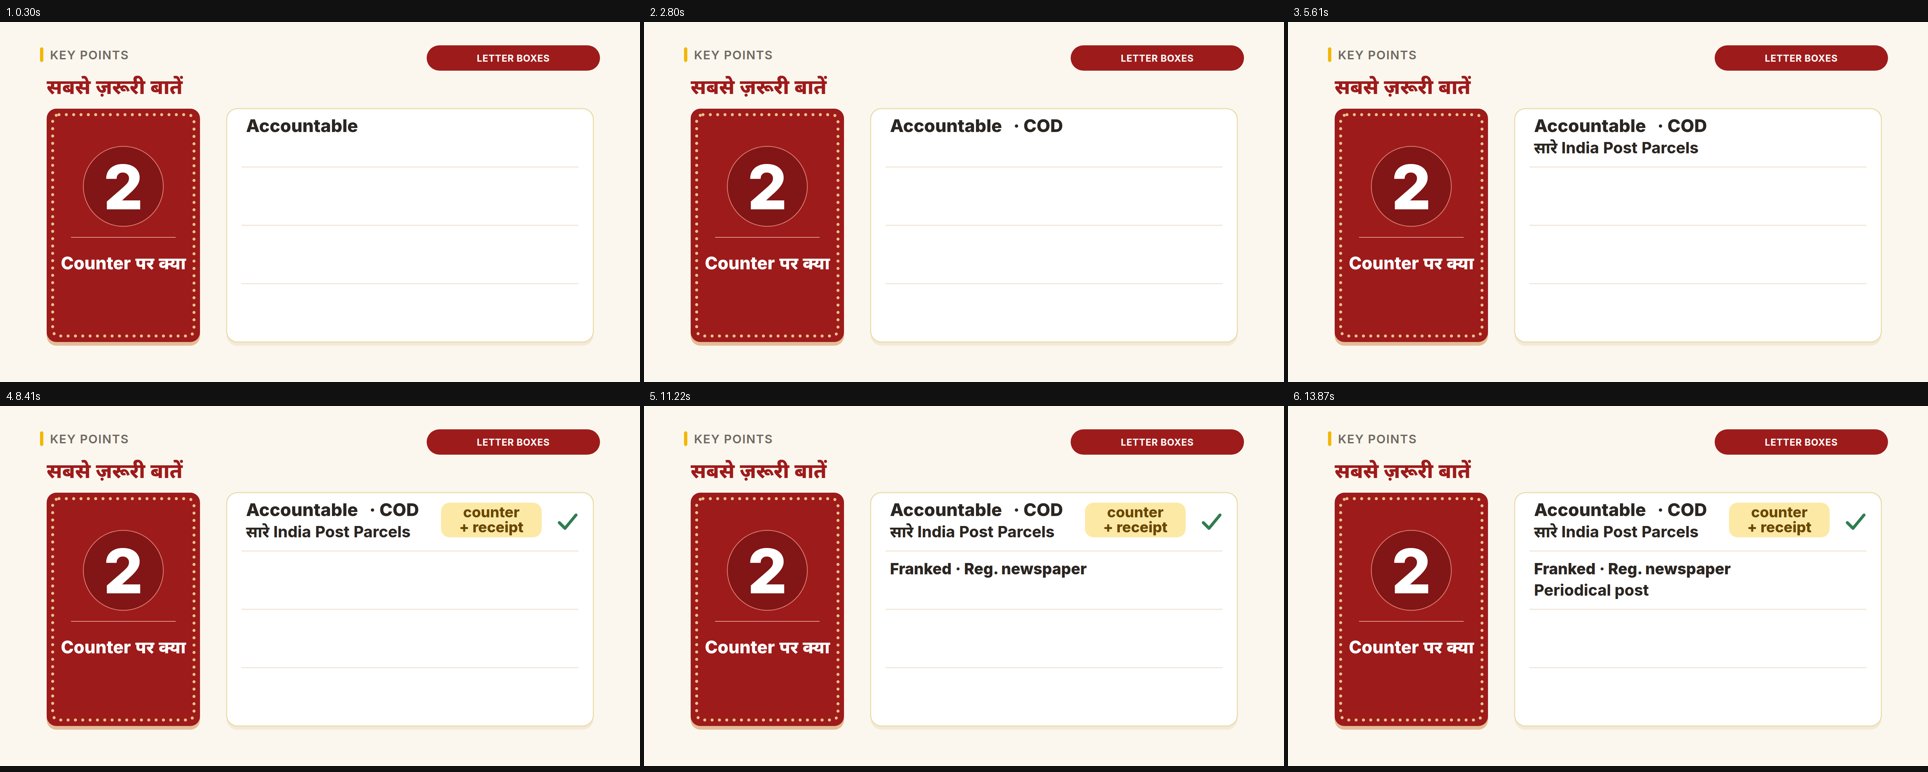 1. 0.30s
KEY POINTS
LETTER BOXES
सबसे ज़रूरी बातें
2
Counter पर क्या
Accountable
2. 2.80s
KEY POINTS
LETTER BOXES
सबसे ज़रूरी बातें
2
Counter पर क्या
Accountable · COD
3. 5.61s
KEY POINTS
LETTER BOXES
सबसे ज़रूरी बातें
2
Counter पर क्या
Accountable · COD
सारे India Post Parcels
4. 8.41s
KEY POINTS
LETTER BOXES
सबसे ज़रूरी बातें
2
Counter पर क्या
Accountable · COD
सारे India Post Parcels
counter
+ receipt
5. 11.22s
KEY POINTS
LETTER BOXES
सबसे ज़रूरी बातें
2
Counter पर क्या
Accountable · COD
सारे India Post Parcels
counter
+ receipt
Franked · Reg. newspaper
6. 13.87s
KEY POINTS
LETTER BOXES
सबसे ज़रूरी बातें
2
Counter पर क्या
Accountable · COD
सारे India Post Parcels
counter
+ receipt
Franked · Reg. newspaper
Periodical post